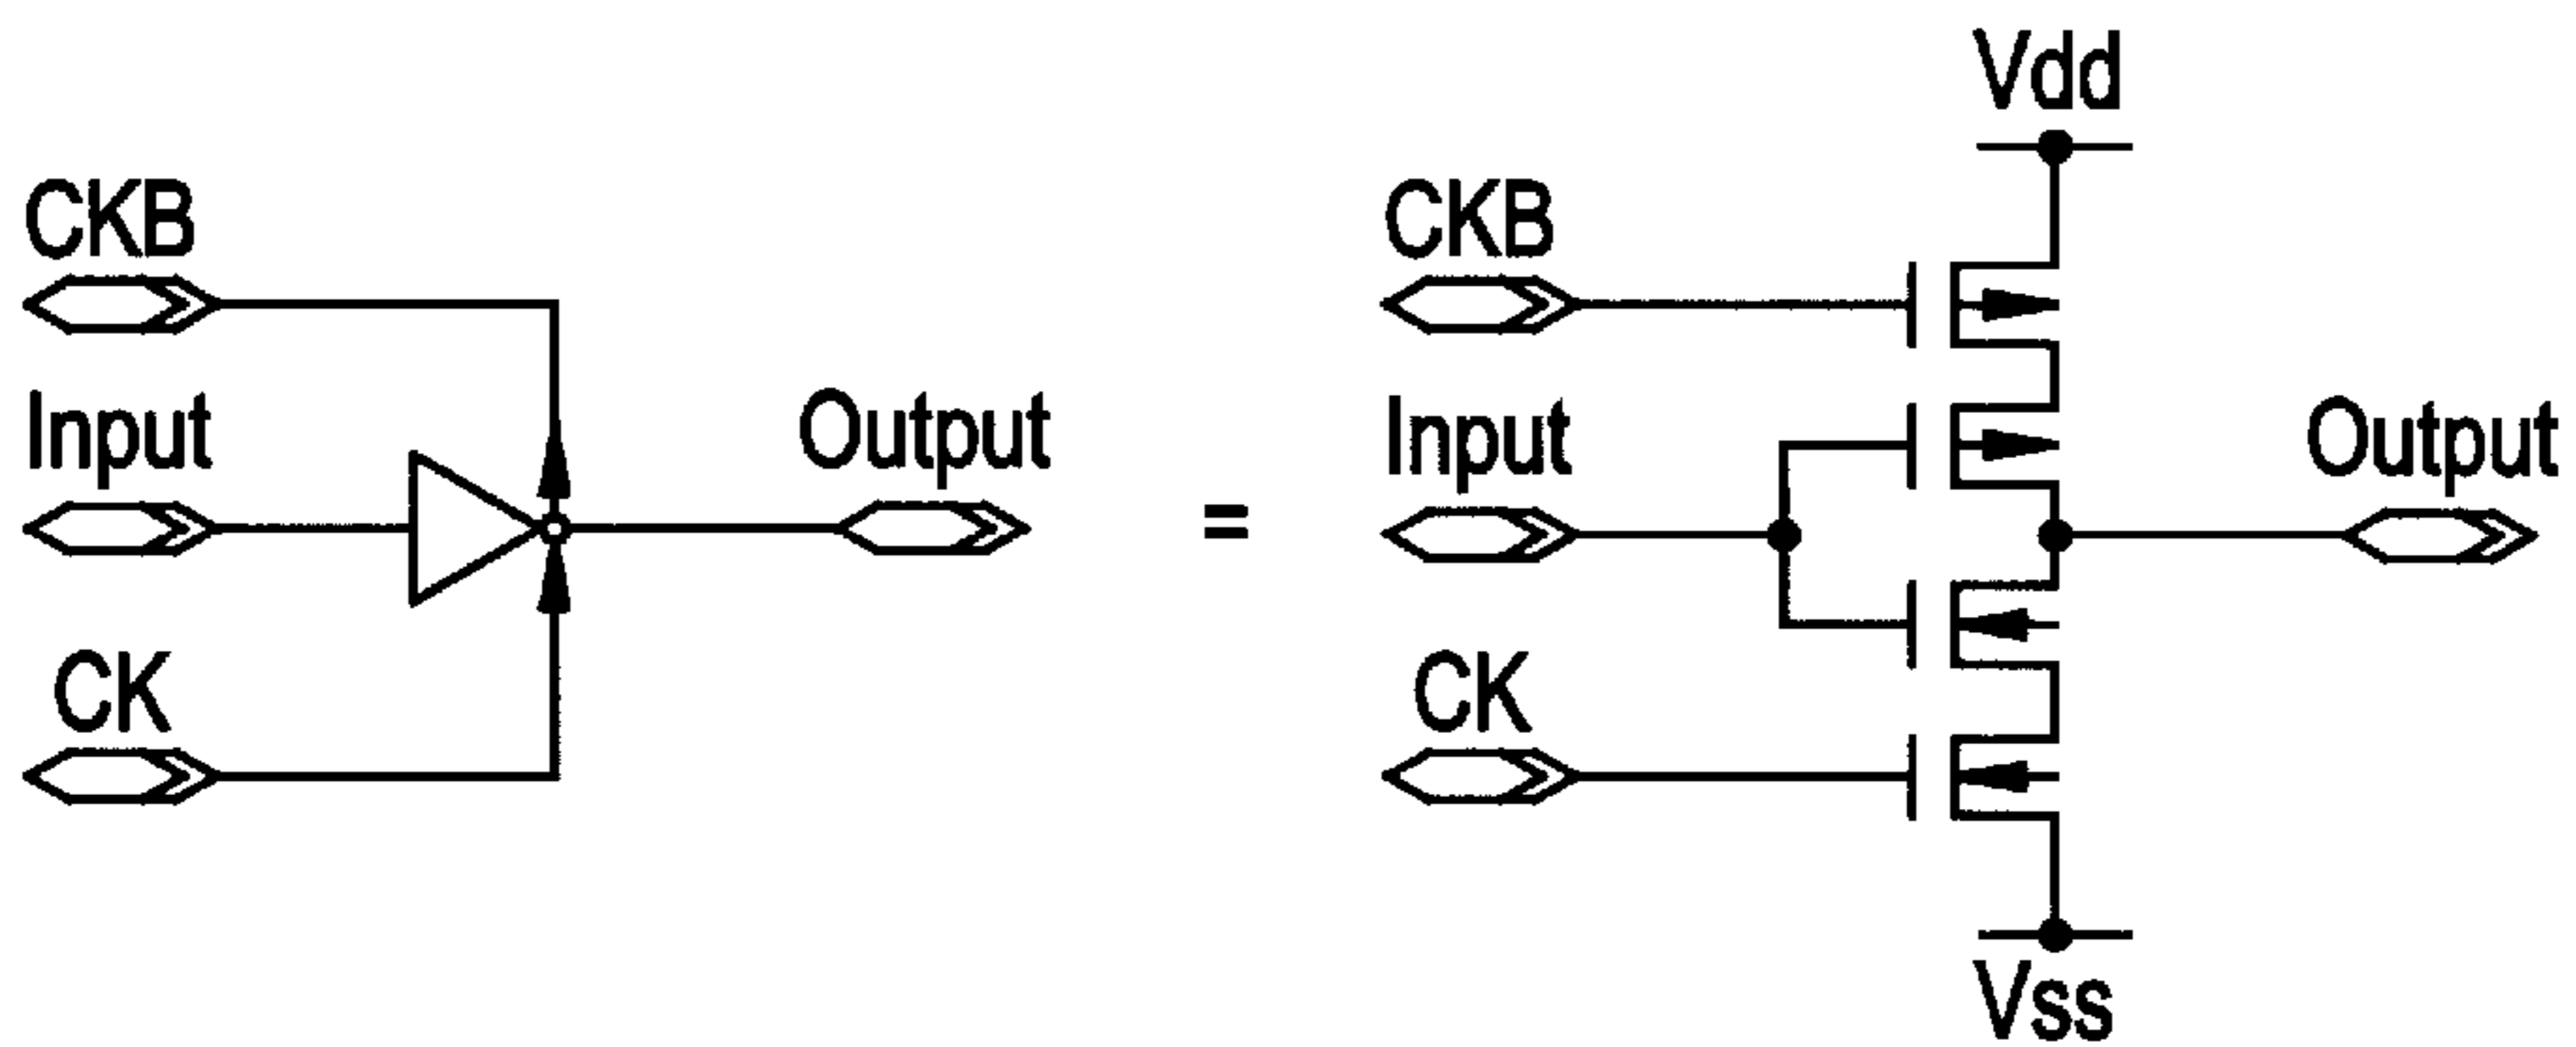 Vdd
CKB
CKB
Input
Output
Input
Output
=
CK
CK
Vss